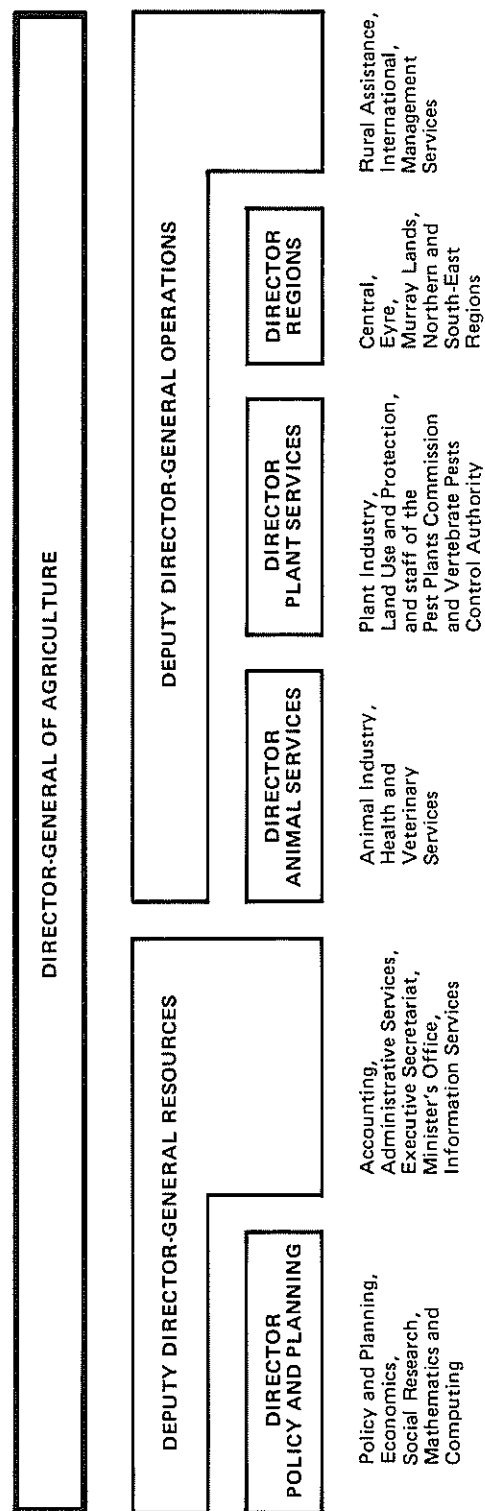 DIRECTOR-GENERAL OF AGRICULTURE
DEPUTY DIRECTOR-GENERAL RESOURCES
DEPUTY DIRECTOR-GENERAL OPERATIONS
DIRECTOR
POLICY AND PLANNING
DIRECTOR
ANIMAL SERVICES
DIRECTOR
PLANT SERVICES
DIRECTOR
REGIONS
Policy and Planning,
Economics,
Social Research,
Mathematics and
Computing
Accounting,
Administrative Services,
Executive Secretariat,
Minister's Office,
Information Services
Animal Industry,
Health and
Veterinary
Services
Plant Industry,
Land Use and Protection,
and staff of the
Pest Plants Commission
and Vertebrate Pests
Control Authority
Central,
Eyre,
Murray Lands,
Northern and
South-East
Regions
Rural Assistance,
International,
Management
Services